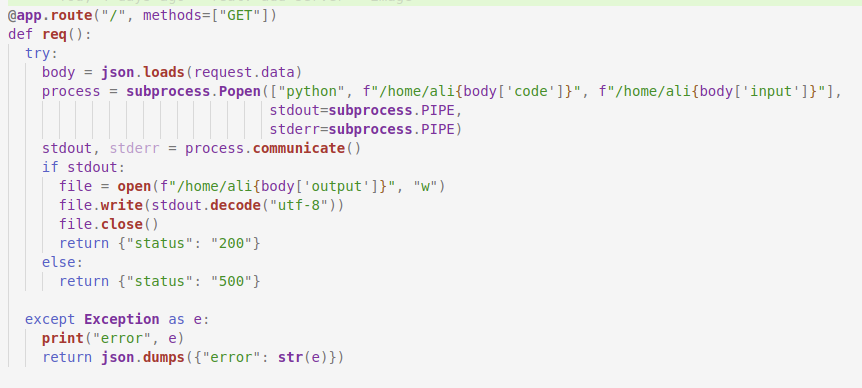 @app.route("/", methods=["GET"])
def req():
  try:
    body = json.loads(request.data)
    process = subprocess.Popen(["python", f"/home/ali{body['code']}", f"/home/ali{body['input']}"],
                               stdout=subprocess.PIPE,
                               stderr=subprocess.PIPE)
    stdout, stderr = process.communicate()
    if stdout:
      file = open(f"/home/ali{body['output']}", "w")
      file.write(stdout.decode("utf-8"))
      file.close()
      return {"status": "200"}
    else:
      return {"status": "500"}

  except Exception as e:
    print("error", e)
    return json.dumps({"error": str(e)})